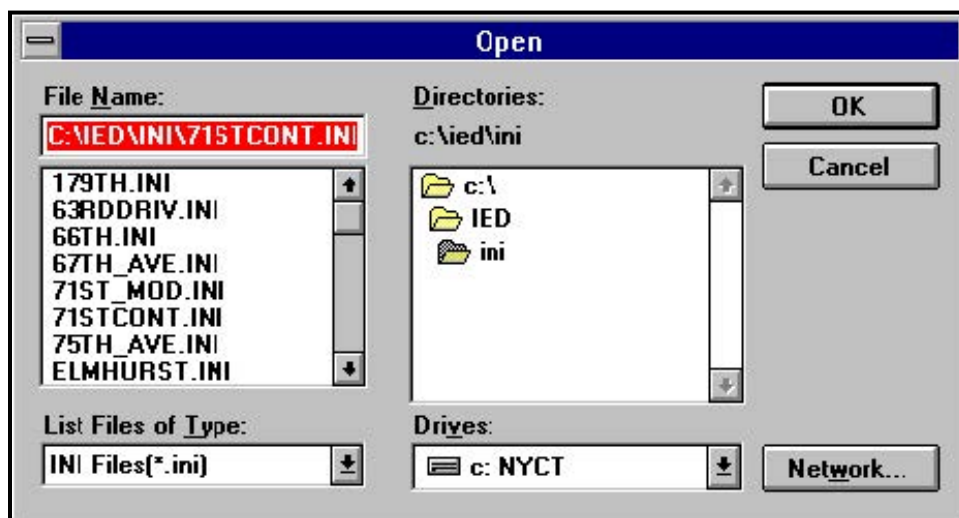 Open
File Name:
C:\IED\INI\71STCONT.INI
179TH.INI
63RDDRIV.INI
66TH.INI
67TH_AVE.INI
71ST_MOD.INI
71STCONT.INI
75TH_AVE.INI
ELMHURST.INI
List Files of Type:
INI Files(*.ini)
Directories:
c:\ied\ini
c:\
IED
ini
Drives:
c: NYCT
OK
Cancel
Network...